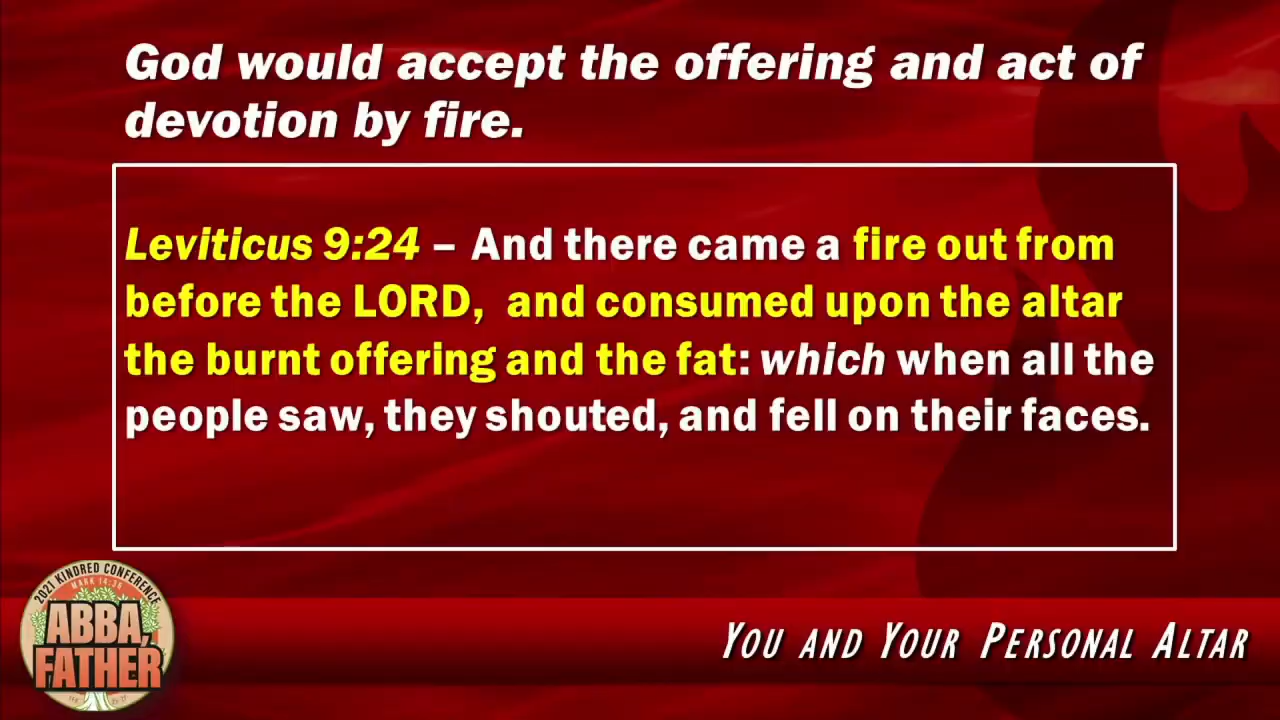 God would accept the offering and act of
devotion by fire.
Leviticus 9:24 – And there came a fire out from
before the LORD, and consumed upon the altar
the burnt offering and the fat: which when all the
people saw, they shouted, and fell on their faces.
2021 KINDRED CONFERENCE
MARK 14:36
ABBA,
FATHER
YOU AND YOUR PERSONAL ALTAR